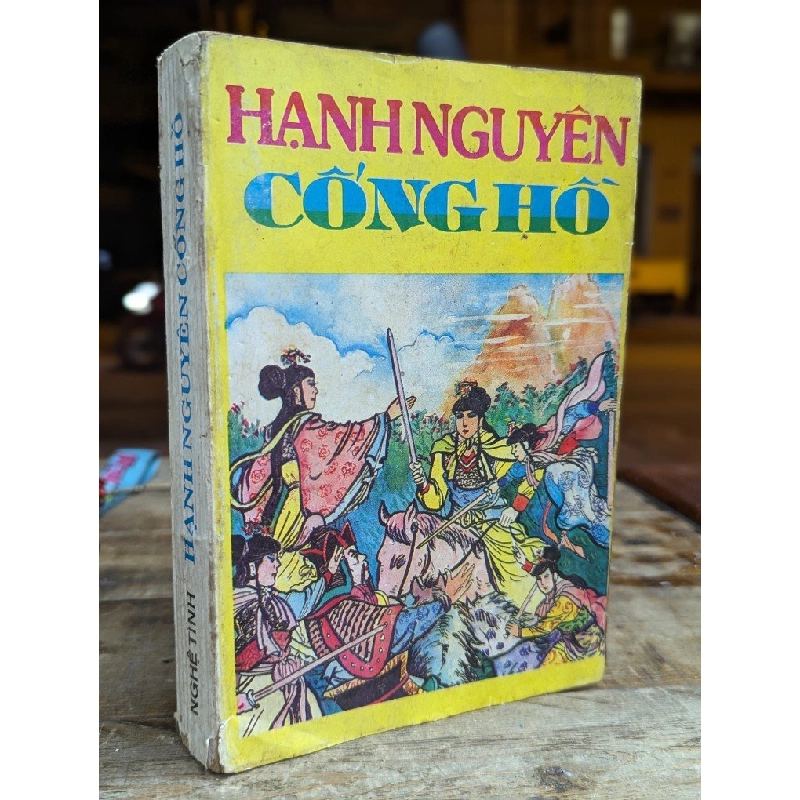 HẠNH NGUYÊN
CỐNG HỒ
NGHỆ TĨNH HẠNH NGUYÊN CỐNG HỒ